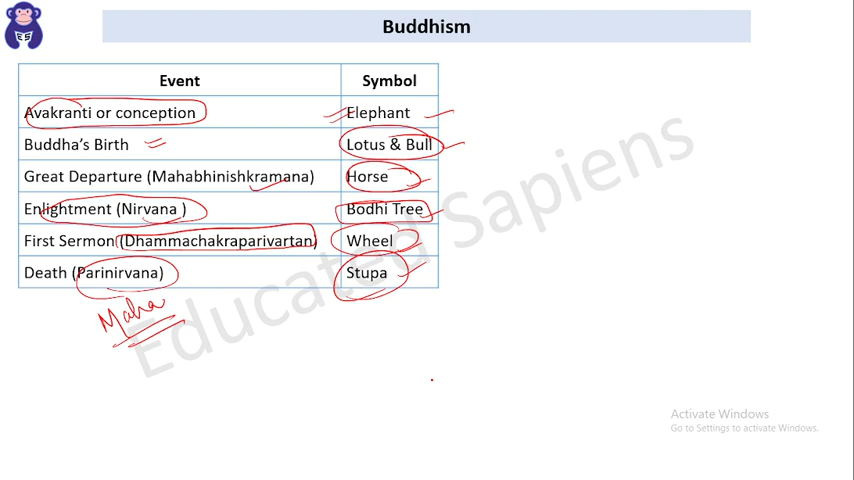 Buddhism
Event Symbol
Avakranti or conception Elephant
Buddha's Birth Lotus & Bull
Great Departure (Mahabhinishkramana) Horse
Enlightment (Nirvana ) Bodhi Tree
First Sermon (Dhammachakraparivartan) Wheel
Death (Parinirvana) Stupa
Maha
Educated Sapiens
Activate Windows
Go to Settings to activate Windows.